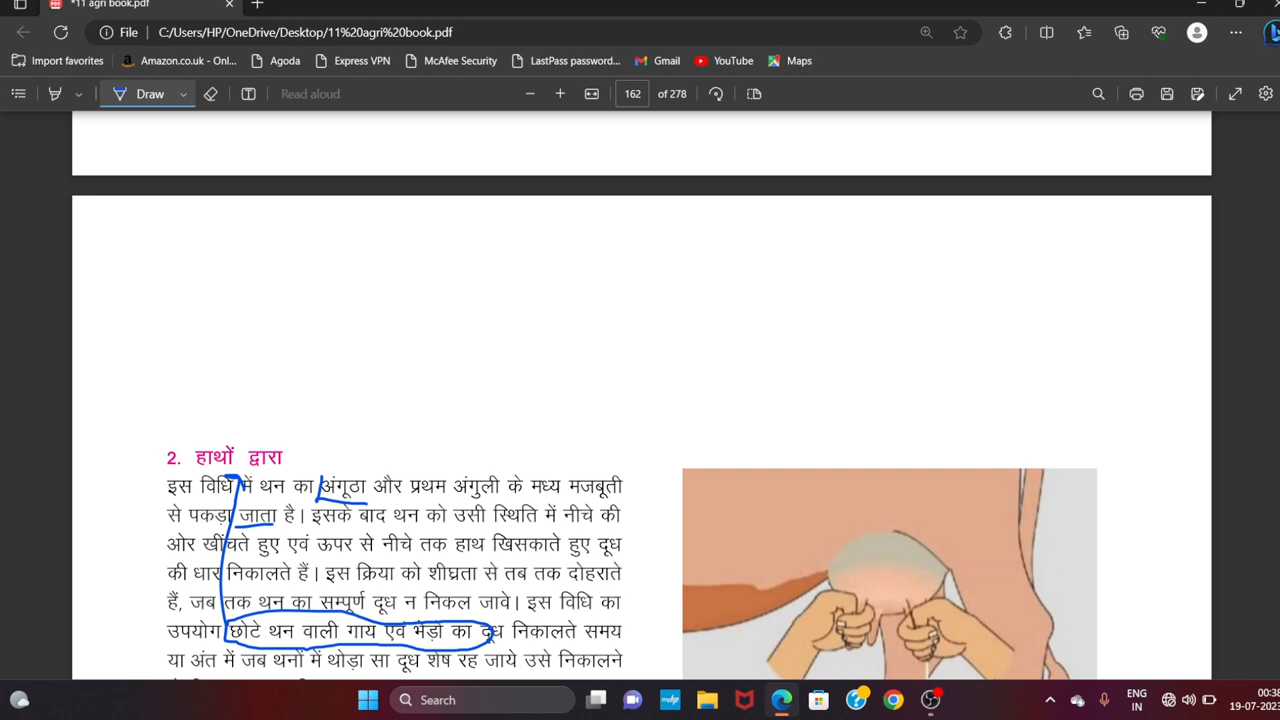 *11 agri book.pdf
File C:/Users/HP/OneDrive/Desktop/11%20agri%20book.pdf
Import favorites Amazon.co.uk - Onl... Agoda Express VPN McAfee Security LastPass password... Gmail YouTube Maps
Draw Read aloud 162 of 278
2. हाथों द्वारा
इस विधि में थन का अंगूठा और प्रथम अंगुली के मध्य मजबूती
से पकड़ा जाता है। इसके बाद थन को उसी स्थिति में नीचे की
ओर खींचते हुए एवं ऊपर से नीचे तक हाथ खिसकाते हुए दूध
की धार निकालते हैं। इस क्रिया को शीघ्रता से तब तक दोहराते
हैं, जब तक थन का सम्पूर्ण दूध न निकल जावे। इस विधि का
उपयोग छोटे थन वाली गाय एवं भेड़ों का दूध निकालते समय
या अंत में जब थनों में थोड़ा सा दूध शेष रह जाये उसे निकालने
Search
ENG
IN
00:38
19-07-2023